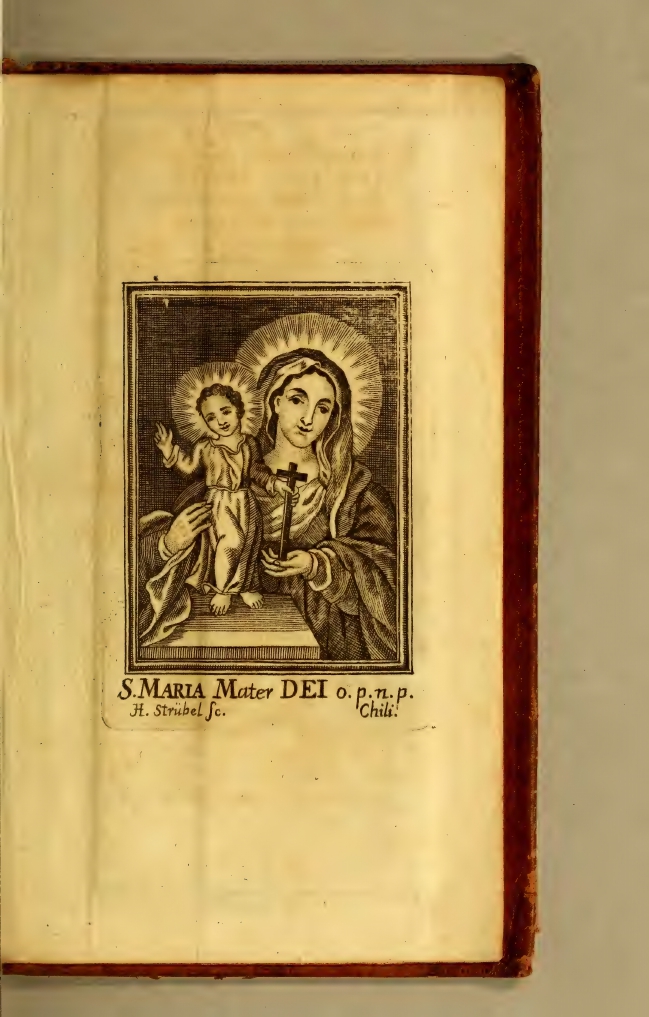 S. MARIA Mater DEI o. p. n. p.
H. Strübel ſc. Chili.